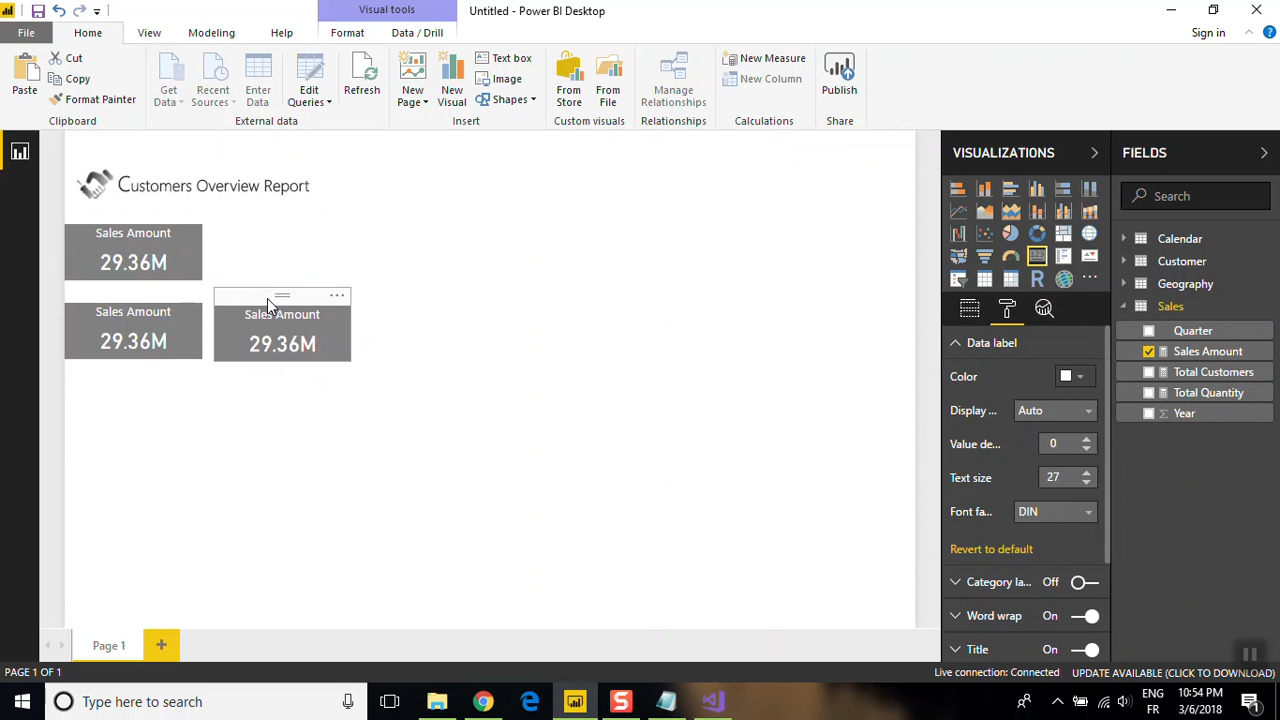 Visual tools
Untitled - Power BI Desktop
File
Home
View
Modeling
Help
Format
Data / Drill
Sign in
Paste
Cut
Copy
Format Painter
Clipboard
Get Data
Recent Sources
Enter Data
Edit Queries
Refresh
External data
New Page
New Visual
Text box
Image
Shapes
Insert
From Store
From File
Custom visuals
Manage Relationships
Relationships
New Measure
New Column
Calculations
Publish
Share
Customers Overview Report
Sales Amount
29.36M
Sales Amount
29.36M
Sales Amount
29.36M
VISUALIZATIONS
R
Data label
Color
Display ...
Auto
Value de...
0
Text size
27
Font fa...
DIN
Revert to default
Category la...
Off
Word wrap
On
Title
On
FIELDS
Search
Calendar
Customer
Geography
Sales
Quarter
Sales Amount
Total Customers
Total Quantity
Year
Page 1
PAGE 1 OF 1
Live connection: Connected
UPDATE AVAILABLE (CLICK TO DOWNLOAD)
Type here to search
ENG
FR
10:54 PM
3/6/2018